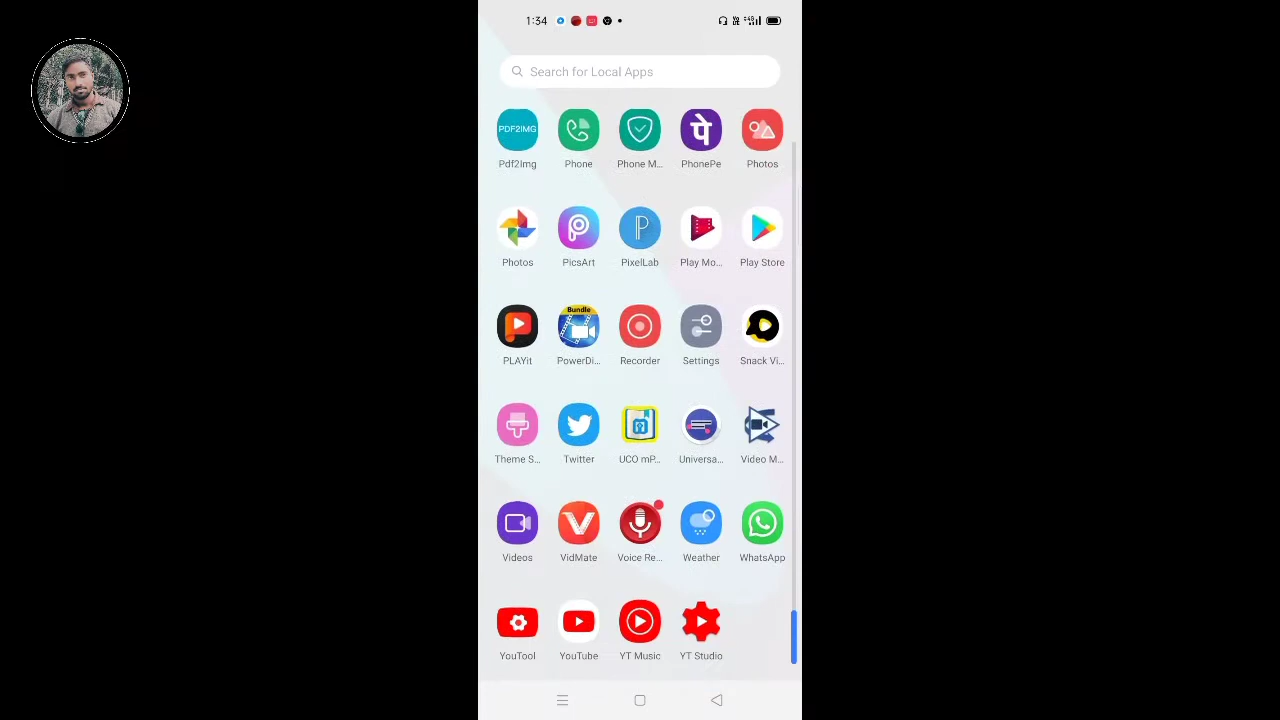 1:34
Search for Local Apps
PDF2IMG
Pdf2Img Phone Phone M... PhonePe Photos
Photos PicsArt PixelLab Play Mo... Play Store
Bundle
PLAYit PowerDi... Recorder Settings Snack Vi...
Theme S... Twitter UCO mP... Universa... Video M...
Videos VidMate Voice Re... Weather WhatsApp
YouTool YouTube YT Music YT Studio